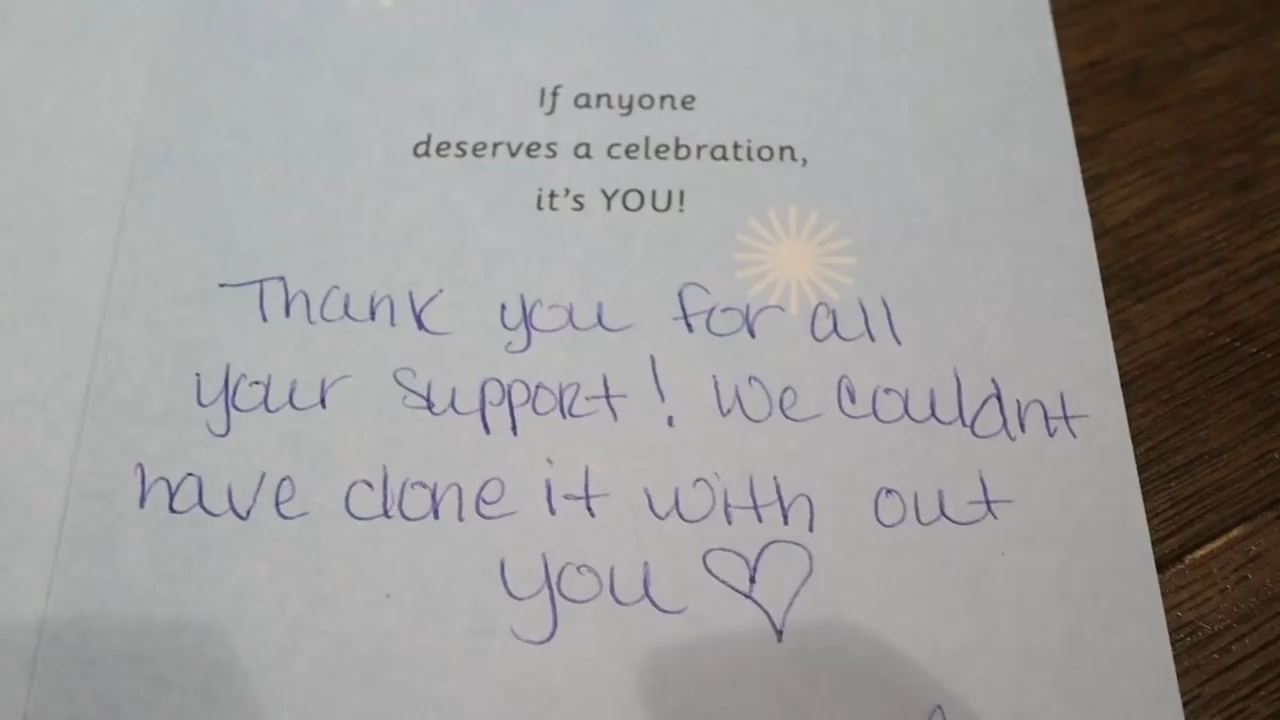 If anyone
deserves a celebration,
it's YOU!
Thank you for all
your support! We couldnt
have done it with out
you ♡